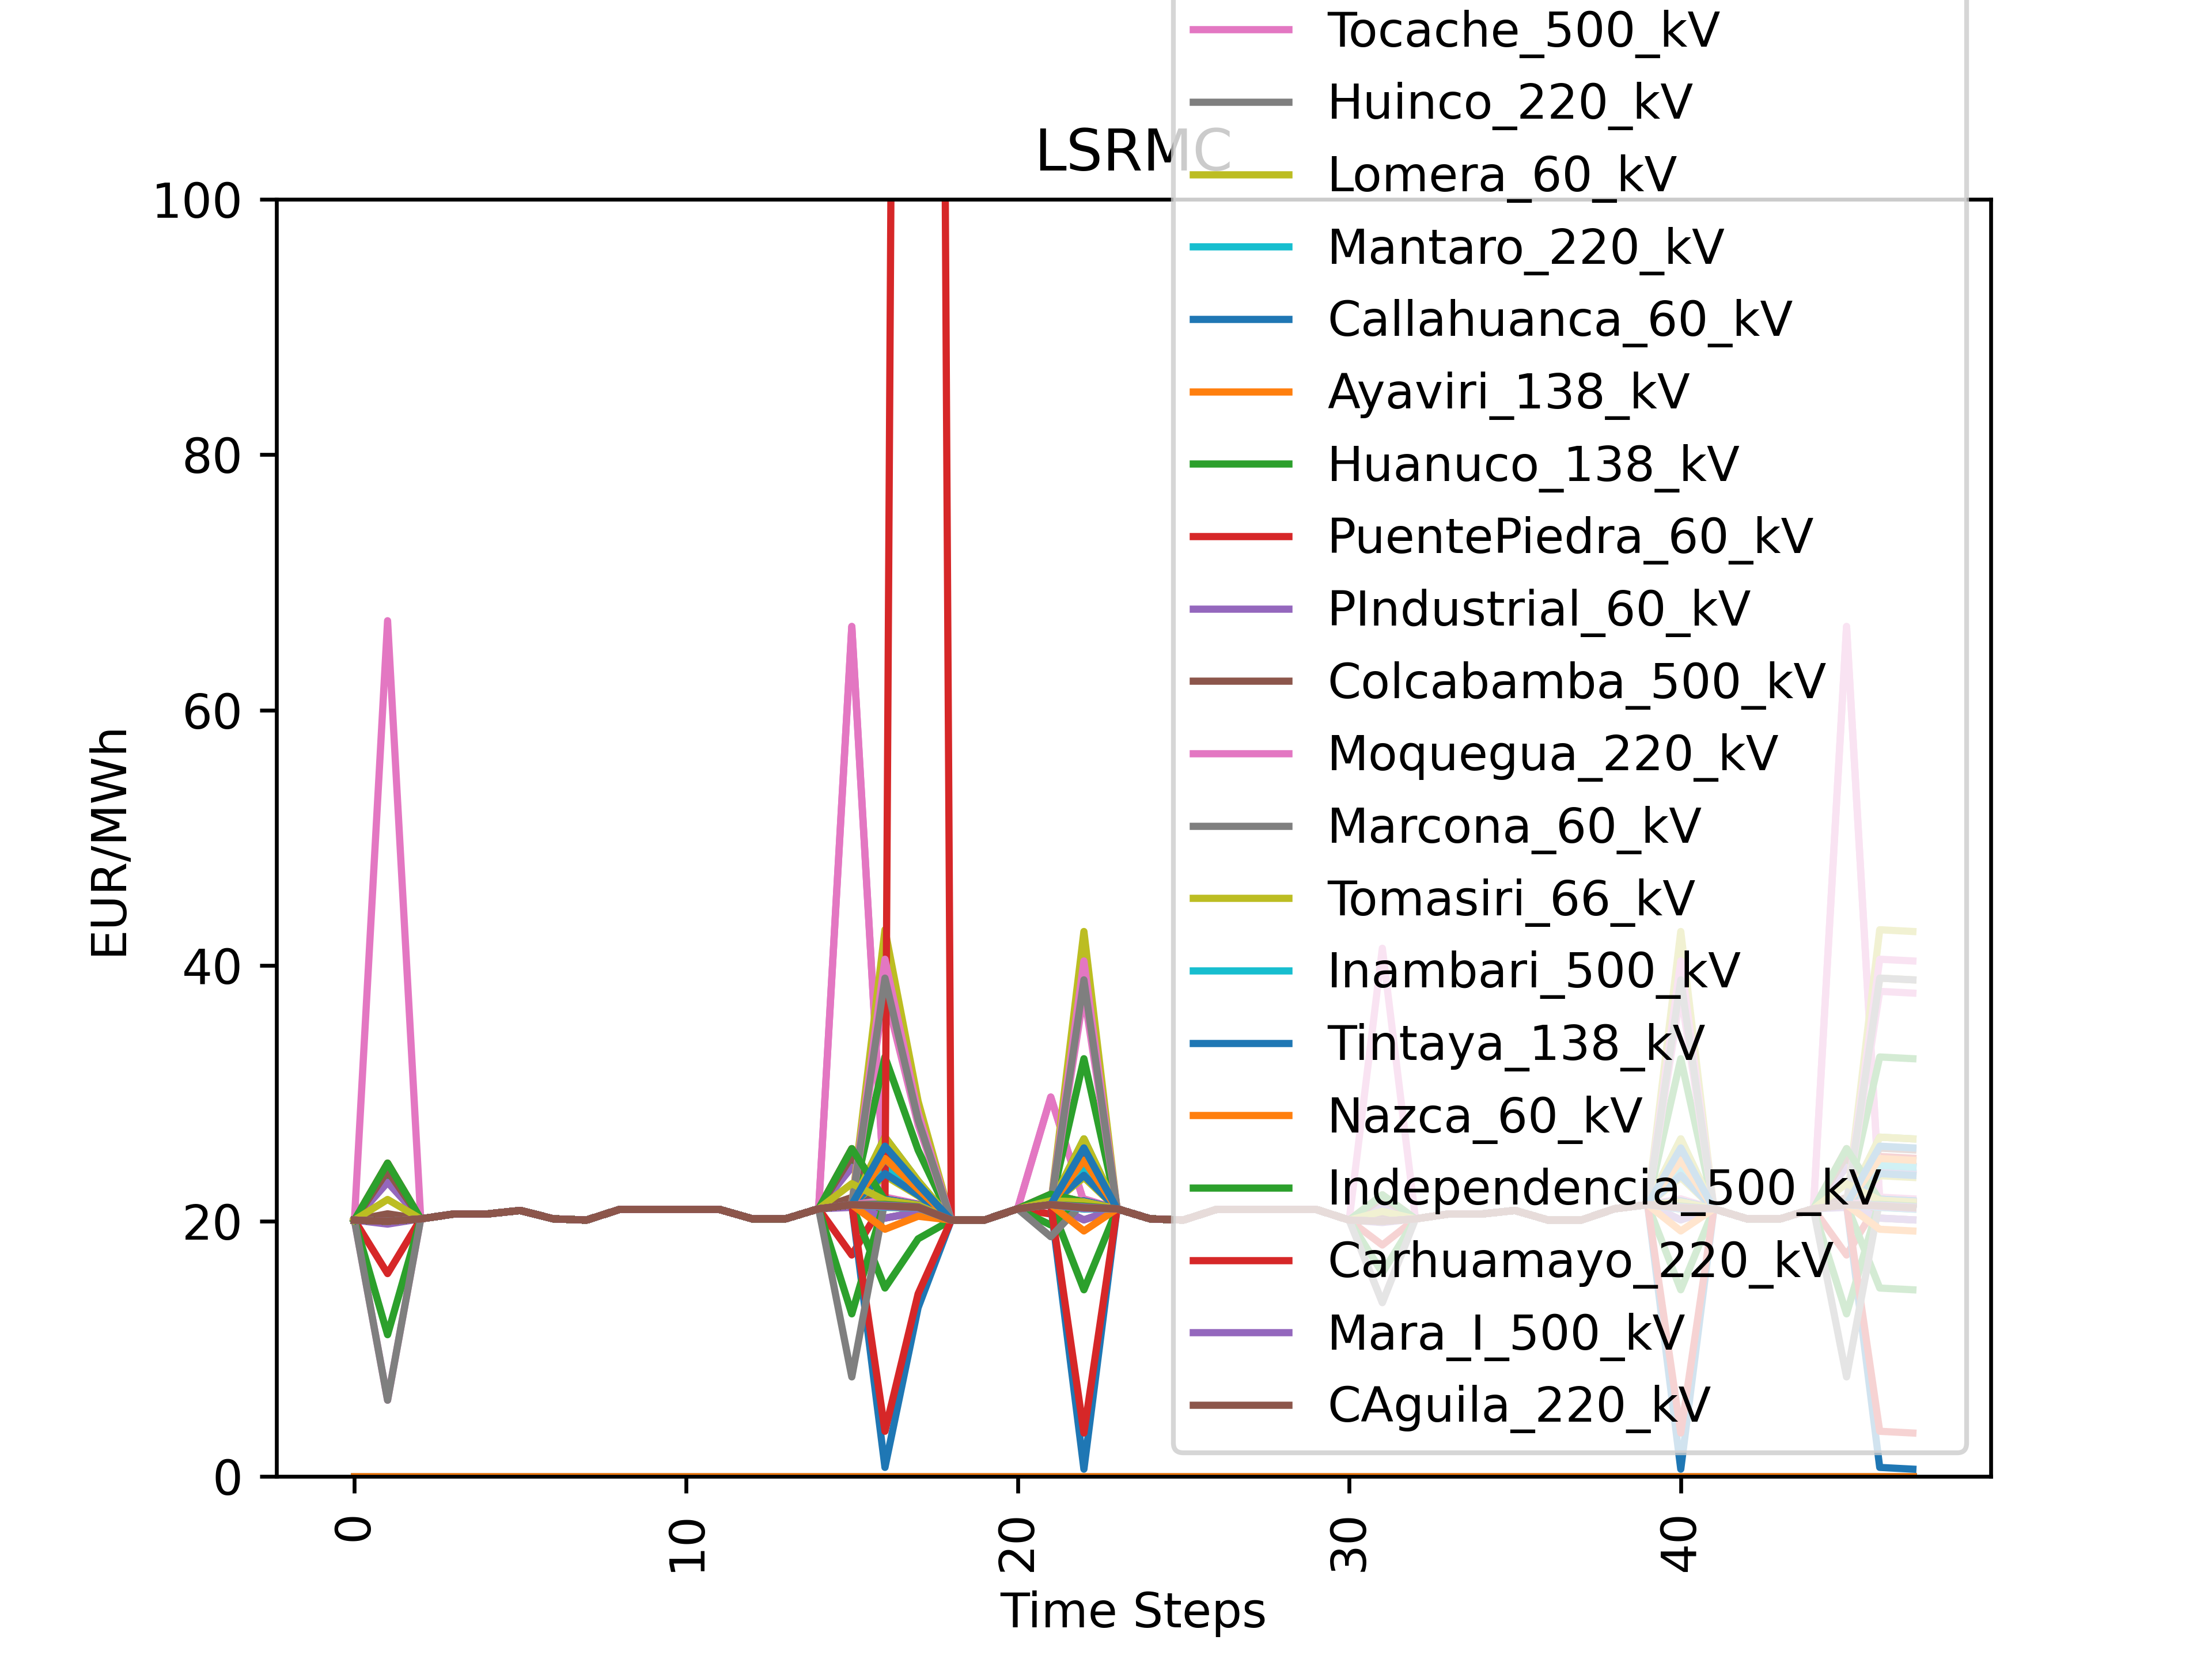 Tocache_500_kV
Huinco_220_kV
LSRMC
Lomera_60_kV
100
Mantaro_220_kV
Callahuanca_60_kV
Ayaviri_138_kV
80
Huanuco_138_kV
PuentePiedra_60_kV
PIndustrial_60_kV
Colcabamba_500_kV
60
Moquegua_220_kV
Marcona_60_kV
EUR/MWh
Tomasiri_66_kV
40
Inambari_500_kV
Tintaya_138_kV
Nazca_60_kV
Independencia_500_kV
20
Carhuamayo_220_kV
Mara_I_500_kV
CAguila_220_kV
0
0 10 20 30 40
Time Steps